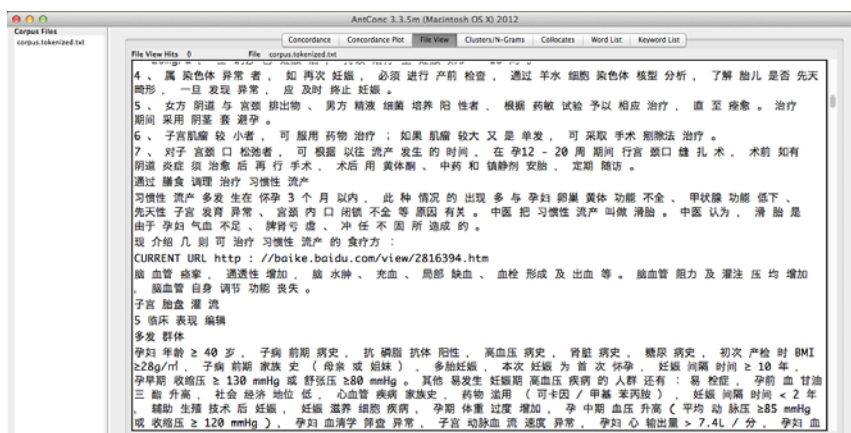 AntConc 3.3.5m (Macintosh OS X) 2012
Corpus Files
corpus.tokenized.txt
Concordance Concordance Plot File View Clusters/N-Grams Collocates Word List Keyword List
File View Hits 0 File corpus.tokenized.txt
4 、 属 染色体 异常 者 , 如 再次 妊娠 , 必须 进行 产前 检查 , 通过 羊水 细胞 染色体 核型 分析 , 了解 胎儿 是否 先天
畸形 , 一旦 发现 异常 , 应 及时 终止 妊娠 。
5 、 女方 阴道 与 宫颈 排出物 、 男方 精液 细菌 培养 阳 性者 , 根据 药敏 试验 予以 相应 治疗 , 直 至 痊愈 。 治疗
期间 采用 阴茎 套 避孕 。
6 、 子宫肌瘤 较 小者 , 可 服用 药物 治疗 ; 如果 肌瘤 较大 又 是 单发 , 可 采取 手术 剔除法 治疗 。
7 、 对子 宫颈 口 松弛者 , 可 根据 以往 流产 发生 的 时间 , 在 孕12 - 20 周 期间 行宫 颈口 缝 扎 术 , 术前 如有
阴道 炎症 须 治愈 后 再 行 手术 , 术后 用 黄体酮 、 中药 和 镇静剂 安胎 , 定期 随访 。
通过 膳食 调理 治疗 习惯性 流产
习惯性 流产 多发 生在 怀孕 3 个 月 以内 , 此 种 情况 的 出现 多 与 孕妇 卵巢 黄体 功能 不全 、 甲状腺 功能 低下 、
先天性 子宫 发育 异常 、 宫颈 内 口 闭锁 不全 等 原因 有关 。 中医 把 习惯性 流产 叫做 滑胎 。 中医 认为 , 滑 胎 是
由于 孕妇 气血 不足 、 脾肾亏 虚 、 冲 任 不 固 所 造成 的 。
现 介绍 几 则 可 治疗 习惯性 流产 的 食疗方 :
CURRENT URL http : //baike.baidu.com/view/2816394.htm
脑 血管 痉挛 , 通透性 增加 , 脑 水肿 、 充血 、 局部 缺血 、 血栓 形成 及 出血 等 。 脑血管 阻力 及 灌注 压 均 增加
, 脑血管 自身 调节 功能 丧失 。
子宫 胎盘 灌 流
5 临床 表现 编辑
多发 群体
孕妇 年龄 ≥ 40 岁 , 子痫 前期 病史 , 抗 磷脂 抗体 阳性 , 高血压 病史 , 肾脏 病史 , 糖尿 病史 , 初次 产检 时 BMI
≥28g/㎡ , 子痫 前期 家族 史 ( 母亲 或 姐妹 ) , 多胎妊娠 , 本次 妊娠 为 首次 怀孕 , 妊娠 间隔 时间 ≥ 10 年 ,
孕早期 收缩压 ≥ 130 mmHg 或 舒张压 ≥80 mmHg 。 其他 易发生 妊娠期 高血压 疾病 的 人群 还有 : 易 栓症 , 孕前 血 甘油
三 酯 升高 , 社会 经济 地位 低 , 心血管 疾病 家族史 , 药物 滥用 ( 可卡因 / 甲基 苯丙胺 ) , 妊娠 间隔 时间 < 2 年
, 辅助 生殖 技术 后 妊娠 , 妊娠 滋养 细胞 疾病 , 孕期 体重 过度 增加 , 孕 中期 血压 升高 ( 平均 动 脉压 ≥85 mmHg
或 收缩压 ≥ 120 mmHg ) , 孕妇 血清学 筛查 异常 , 子宫 动脉血 流 速度 异常 , 孕妇 心 输出量 > 7.4L / 分 , 孕妇 血